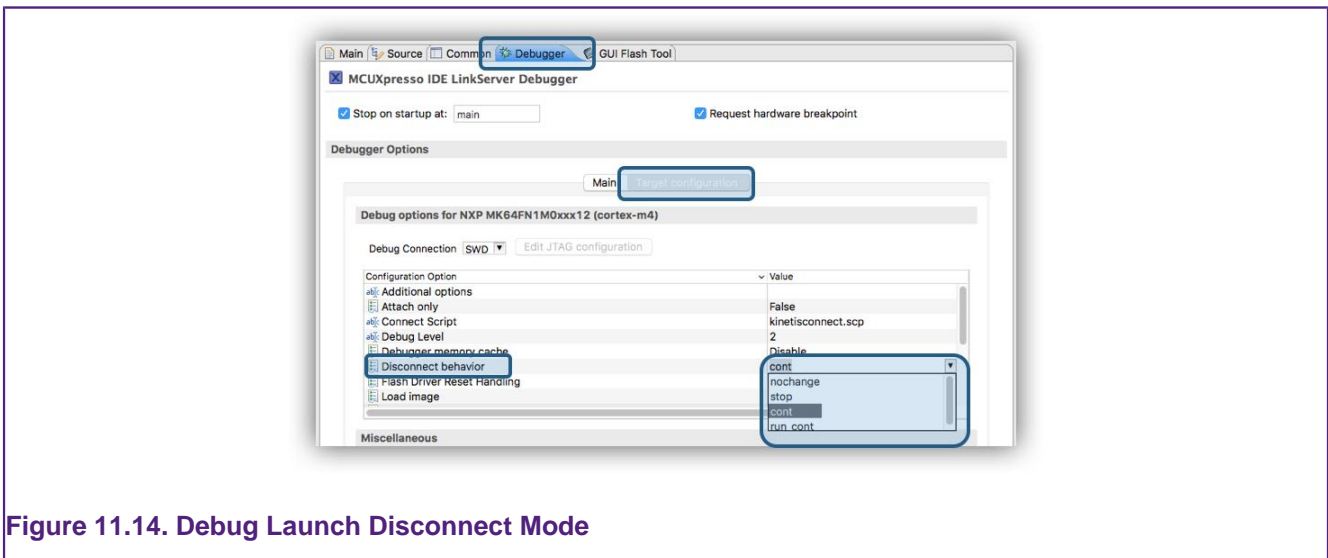 Main Source Common Debugger GUI Flash Tool
MCUXpresso IDE LinkServer Debugger
Stop on startup at: main Request hardware breakpoint
Debugger Options
Main Target configuration
Debug options for NXP MK64FN1M0xxx12 (cortex-m4)
Debug Connection SWD Edit JTAG configuration
Configuration Option Value
Additional options
Attach only False
Connect Script kinetisconnect.scp
Debug Level 2
Debugger memory cache Disable
Disconnect behavior cont
Flash Driver Reset Handling nochange
Load image stop
cont
run cont
Miscellaneous
Figure 11.14. Debug Launch Disconnect Mode